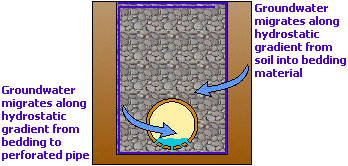 Groundwater
migrates along
hydrostatic
gradient from
soil into bedding
material
Groundwater
migrates along
hydrostatic
gradient from
bedding to
perforated pipe